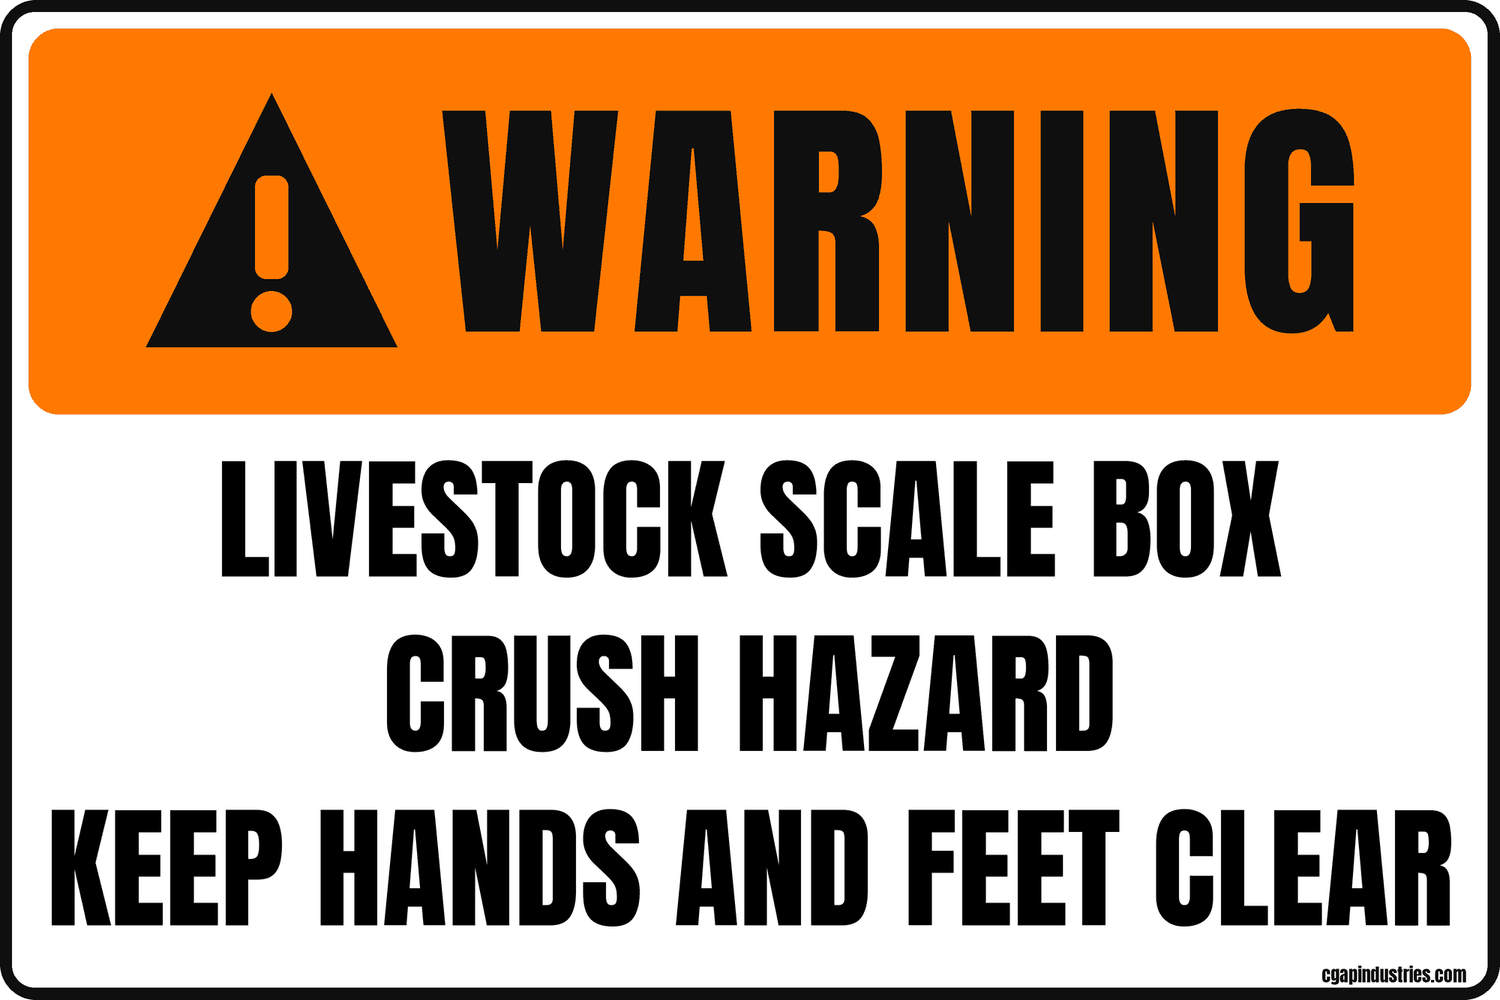 WARNING
LIVESTOCK SCALE BOX
CRUSH HAZARD
KEEP HANDS AND FEET CLEAR
cgapindustries.com